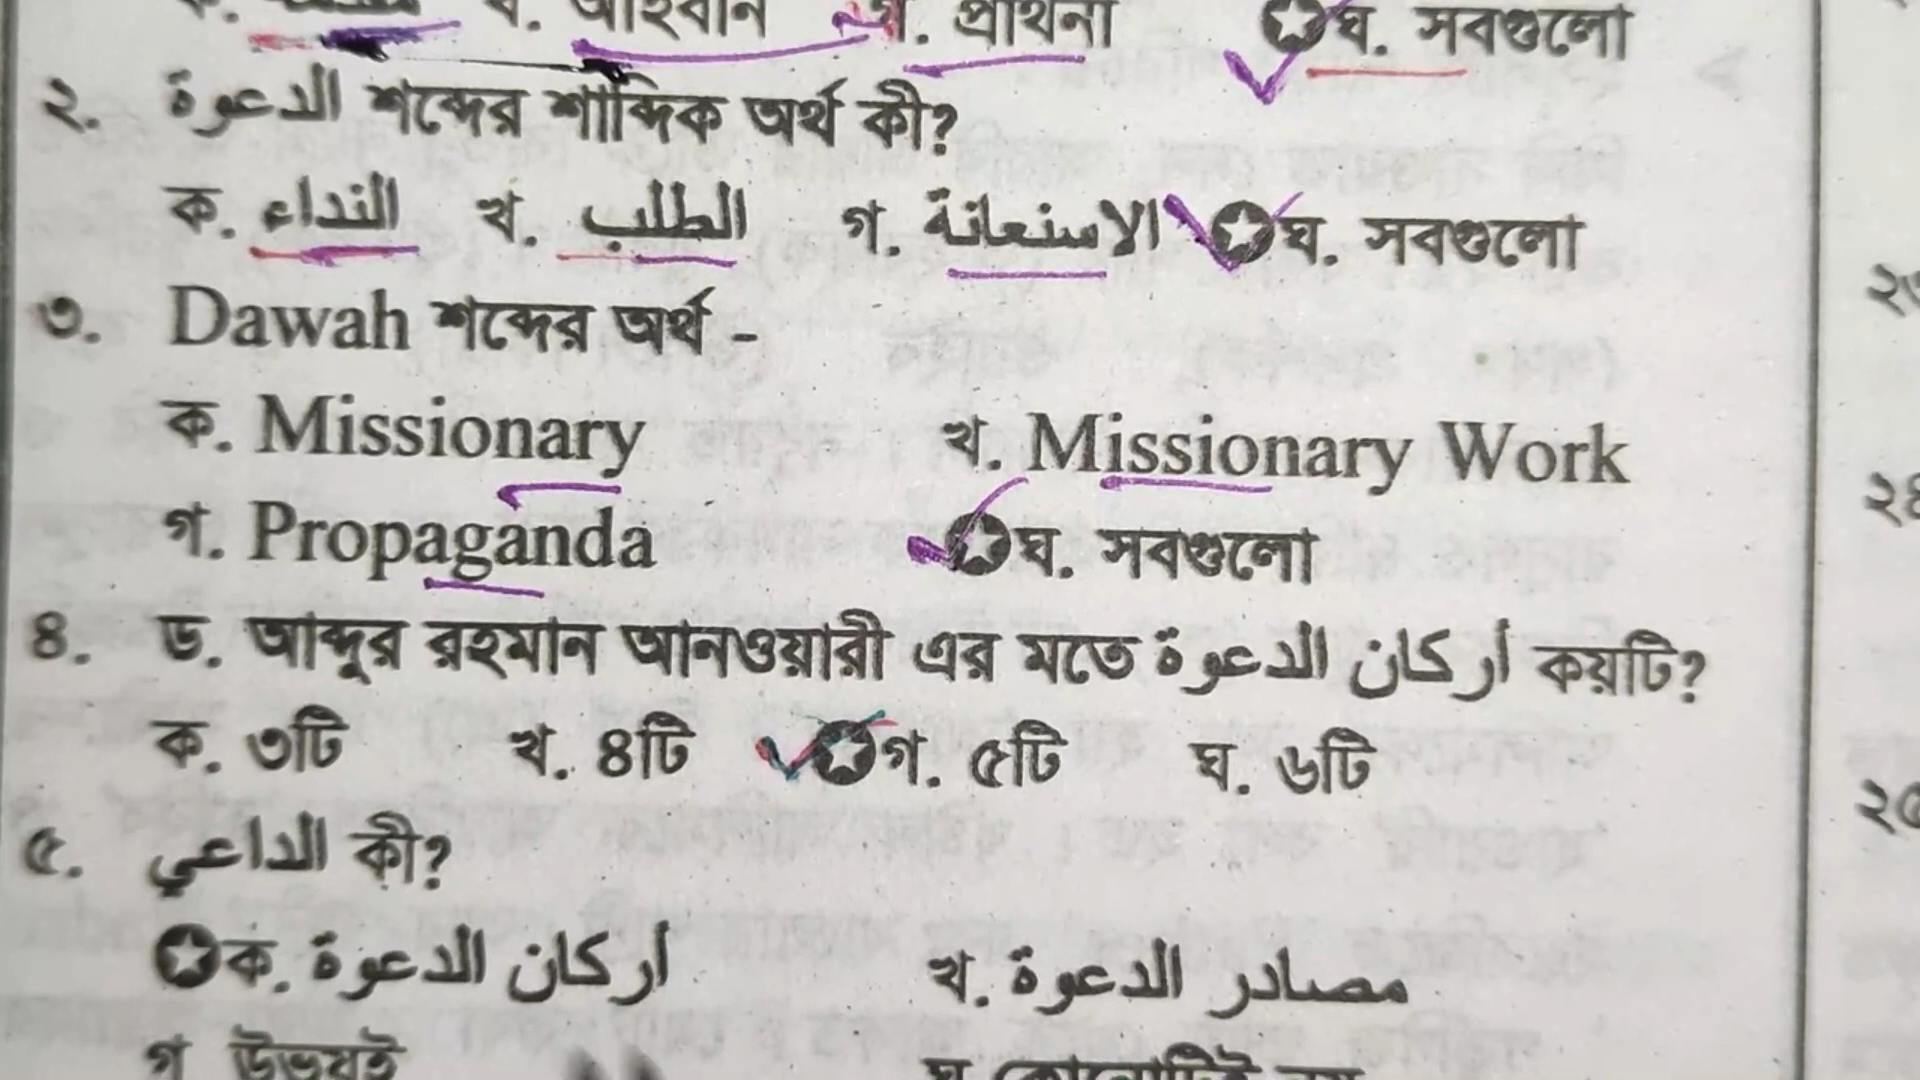 খ. আহবান গ. প্রার্থনা ঘ. সবগুলো
২. الدعوة শব্দের শাব্দিক অর্থ কী?
ক. النداء খ. الطلب গ. الاستعانة ঘ. সবগুলো
৩. Dawah শব্দের অর্থ -
ক. Missionary খ. Missionary Work
গ. Propaganda ঘ. সবগুলো
৪. ড. আব্দুর রহমান আনওয়ারী এর মতে أركان الدعوة কয়টি?
ক. ৩টি খ. ৪টি গ. ৫টি ঘ. ৬টি
৫. الداعي কী?
ক. أركان الدعوة খ. مصادر الدعوة
গ. উভয়ই ঘ. কোনোটিই নয়